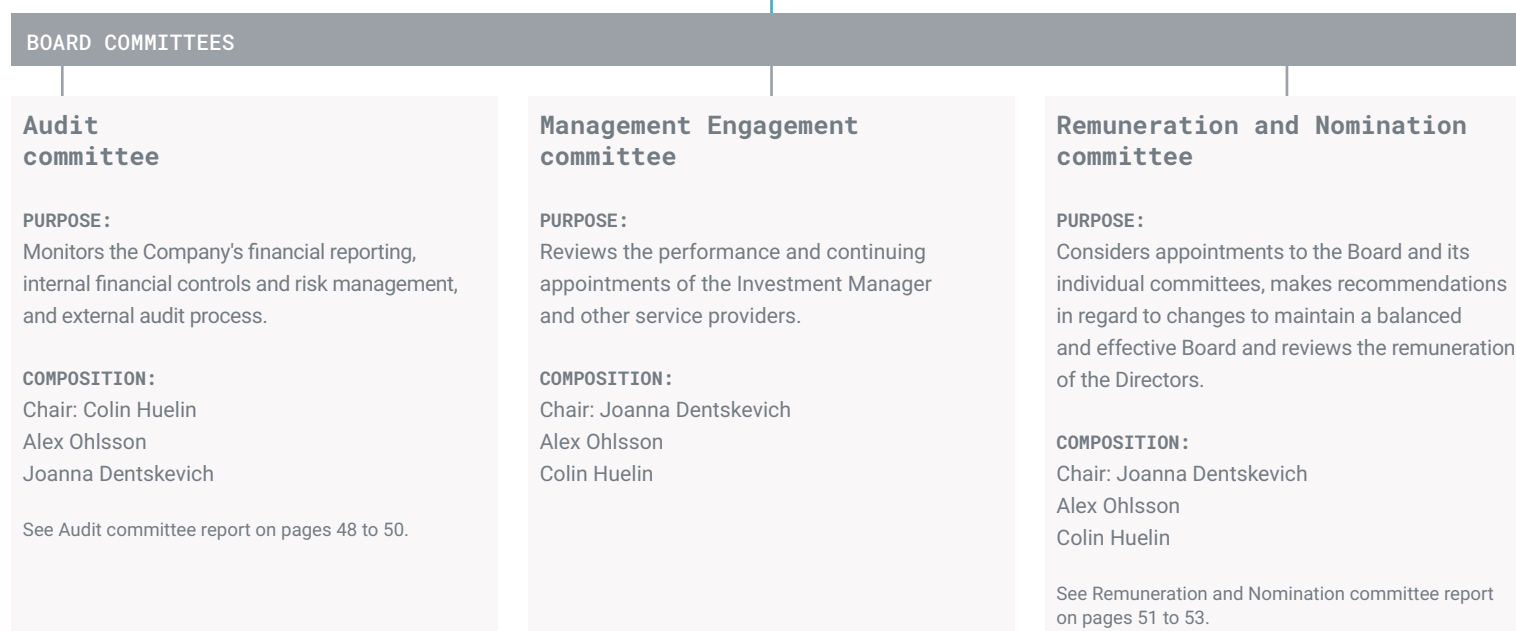 BOARD COMMITTEES
Audit
committee
PURPOSE:
Monitors the Company's financial reporting,
internal financial controls and risk management,
and external audit process.
COMPOSITION:
Chair: Colin Huelin
Alex Ohlsson
Joanna Dentskevich
See Audit committee report on pages 48 to 50.
Management Engagement
committee
PURPOSE:
Reviews the performance and continuing
appointments of the Investment Manager
and other service providers.
COMPOSITION:
Chair: Joanna Dentskevich
Alex Ohlsson
Colin Huelin
Remuneration and Nomination
committee
PURPOSE:
Considers appointments to the Board and its
individual committees, makes recommendations
in regard to changes to maintain a balanced
and effective Board and reviews the remuneration
of the Directors.
COMPOSITION:
Chair: Joanna Dentskevich
Alex Ohlsson
Colin Huelin
See Remuneration and Nomination committee report
on pages 51 to 53.